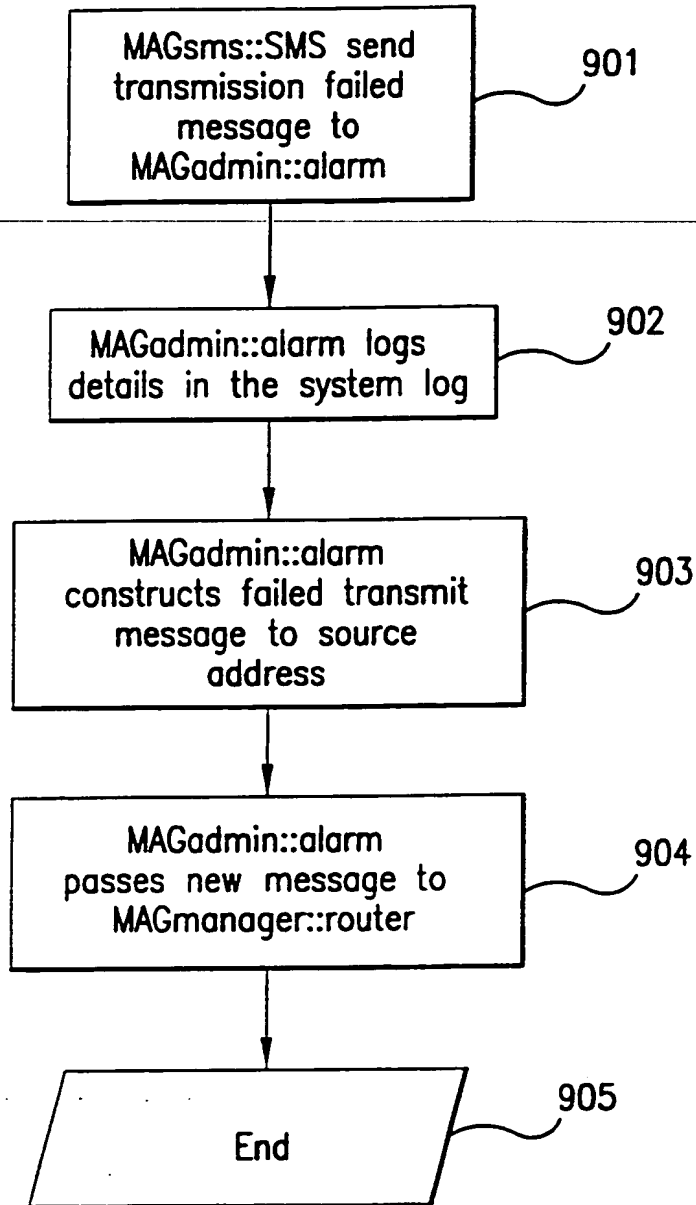 MAGsms::SMS send
transmission failed
message to
MAGadmin::alarm
901
MAGadmin::alarm logs
details in the system log
902
MAGadmin::alarm
constructs failed transmit
message to source
address
903
MAGadmin::alarm
passes new message to
MAGmanager::router
904
End
905